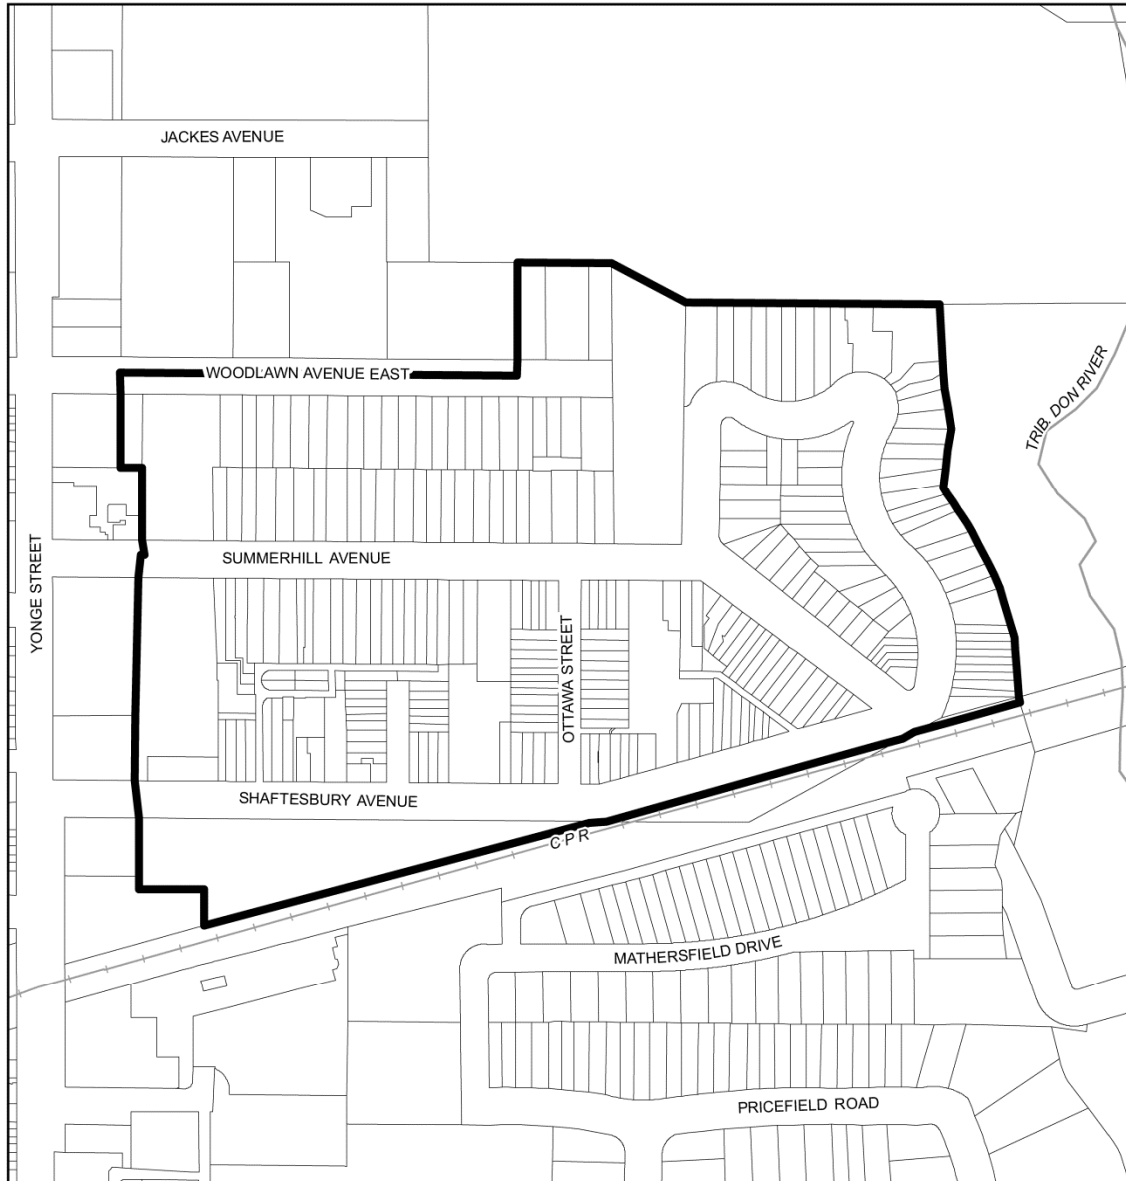 JACKES AVENUE
WOODLAWN AVENUE EAST
TRIB. DON RIVER
YONGE STREET
SUMMERHILL AVENUE
OTTAWA STREET
SHAFTESBURY AVENUE
C P R
MATHERSFIELD DRIVE
PRICEFIELD ROAD